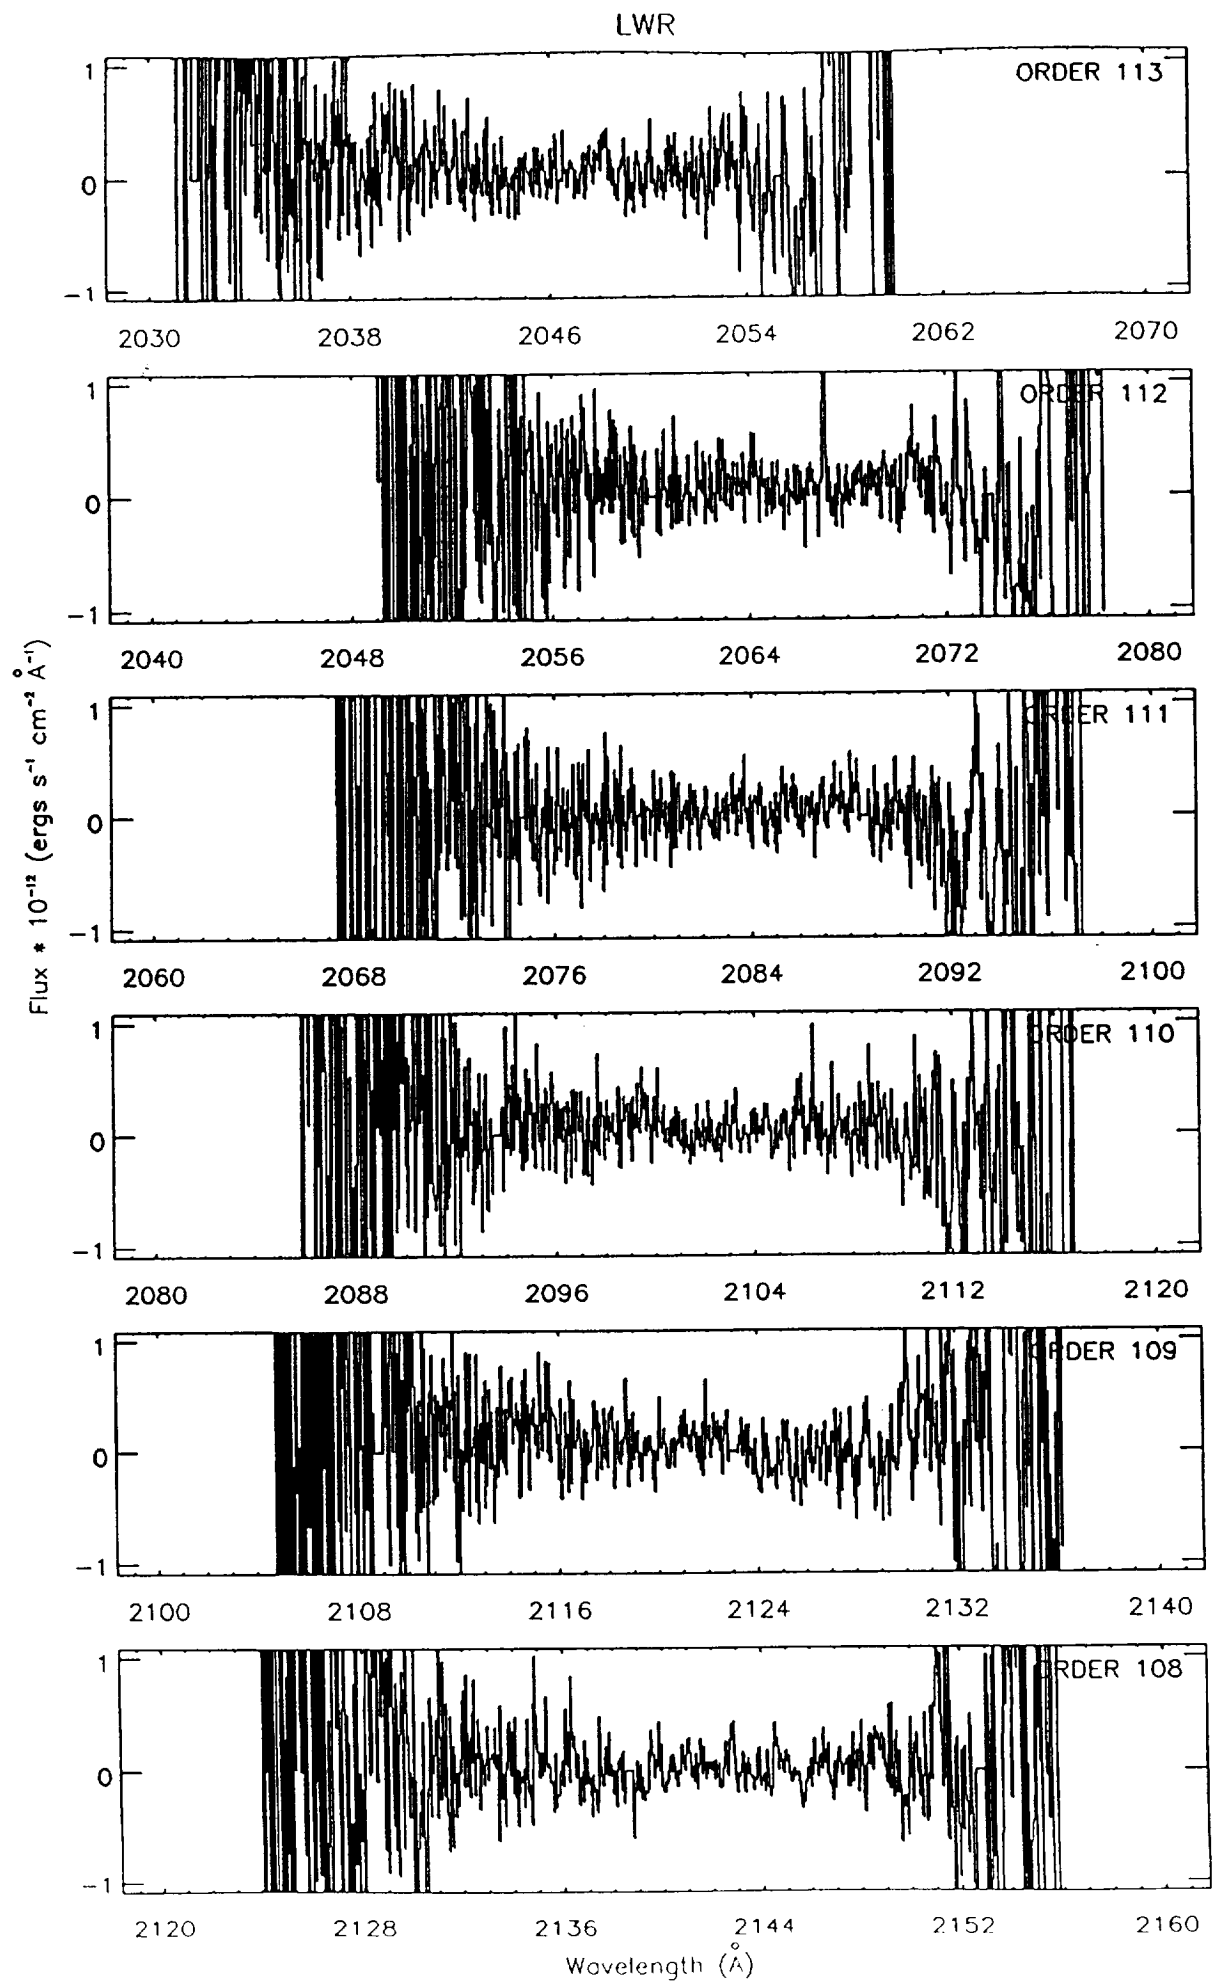 LWR
ORDER 113
1
0
-1
2030 2038 2046 2054 2062 2070
ORDER 112
1
0
-1
2040 2048 2056 2064 2072 2080
ORDER 111
1
0
-1
2060 2068 2076 2084 2092 2100
ORDER 110
1
0
-1
2080 2088 2096 2104 2112 2120
ORDER 109
1
0
-1
2100 2108 2116 2124 2132 2140
ORDER 108
1
0
-1
2120 2128 2136 2144 2152 2160
Wavelength (Å)
Flux * 10⁻¹² (ergs s⁻¹ cm⁻² Å⁻¹)